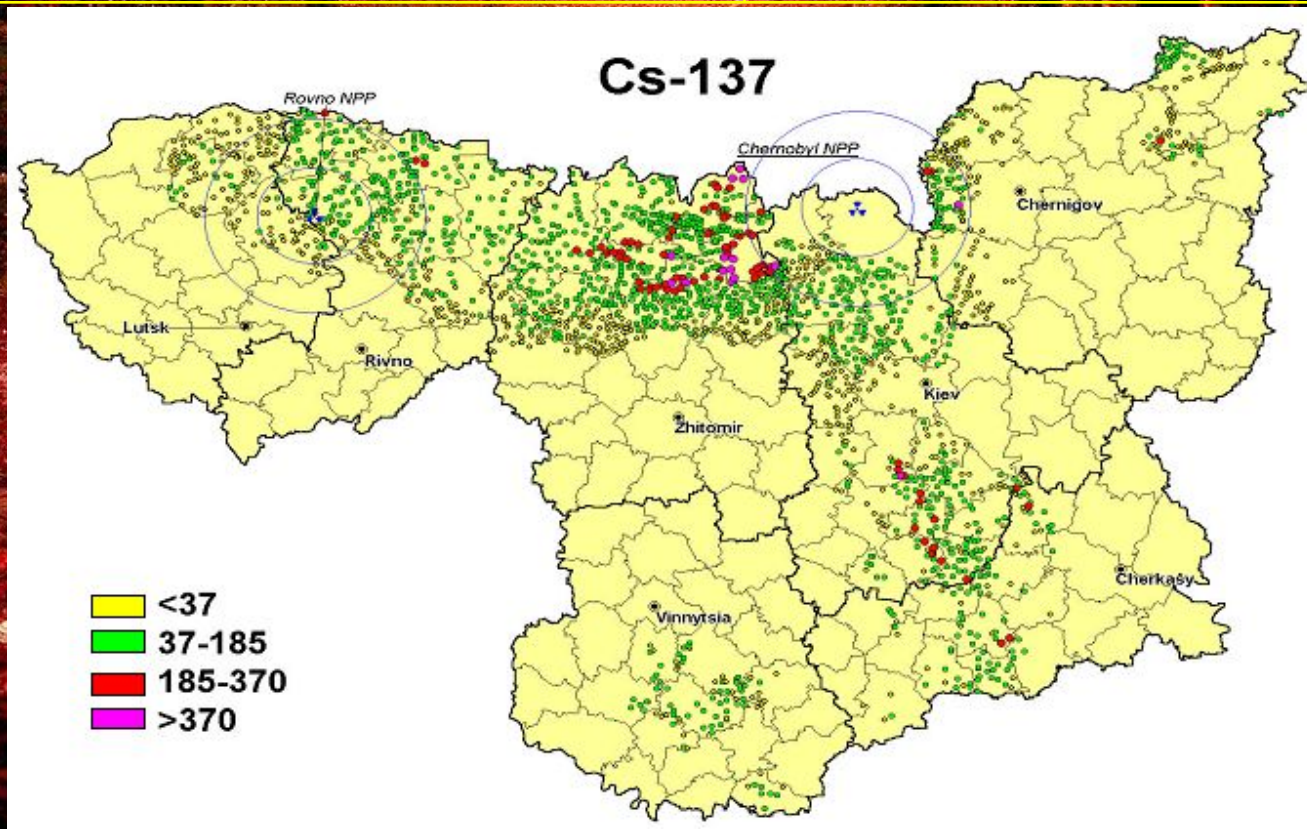 Cs-137
Rovno NPP
Chernobyl NPP
Chernigov
Lutsk
Rivno
Kiev
Zhitomir
Cherkasy
Vinnytsia
<37
37-185
185-370
>370